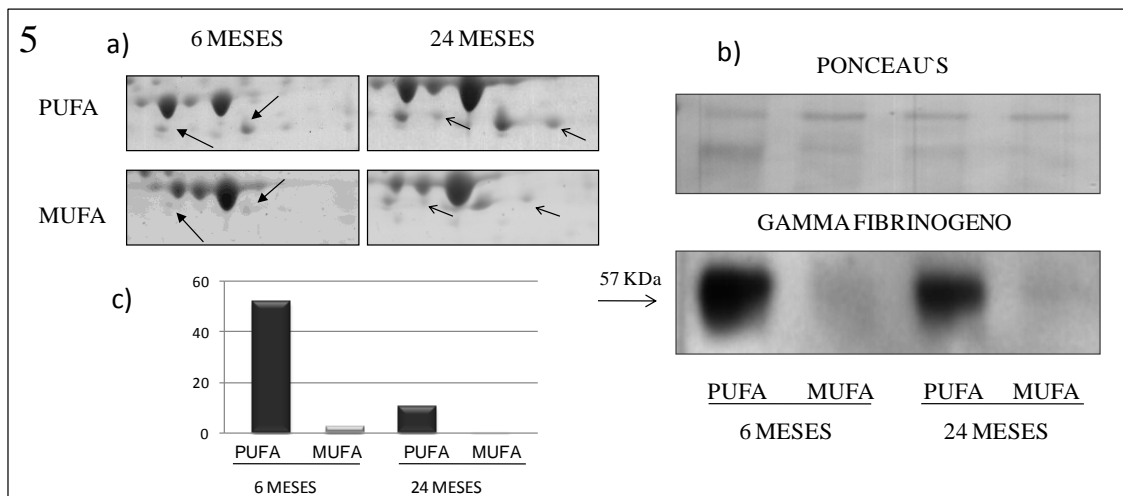 5
a)
6 MESES 24 MESES
PUFA
MUFA
b)
PONCEAU`S
GAMMA FIBRINOGENO
57 KDa
PUFA MUFA PUFA MUFA
6 MESES 24 MESES
c)
60
40
20
0
PUFA MUFA PUFA MUFA
6 MESES 24 MESES